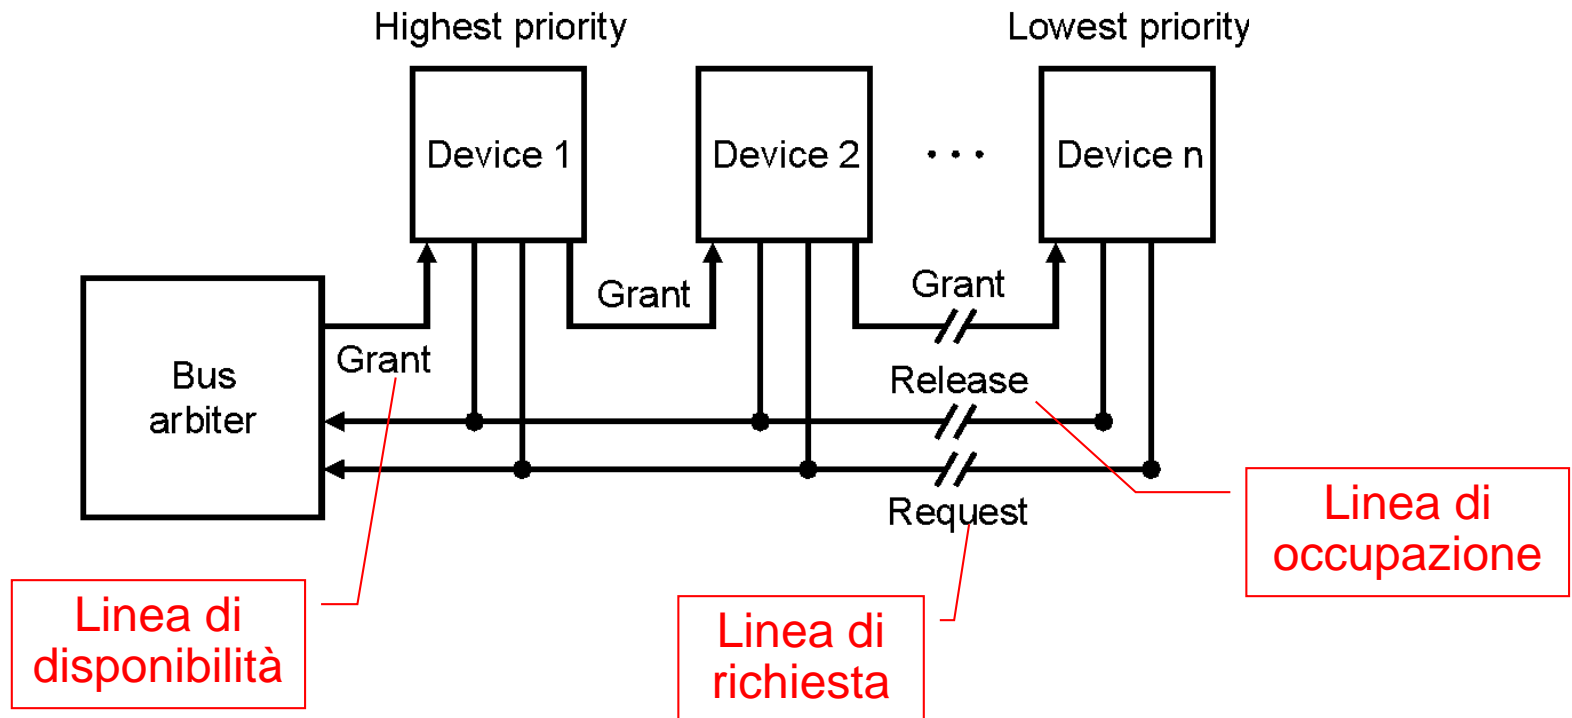 Highest priority
Lowest priority
Device 1
Device 2
...
Device n
Grant
Grant
Grant
Bus
arbiter
Release
Request
Linea di
disponibilità
Linea di
richiesta
Linea di
occupazione